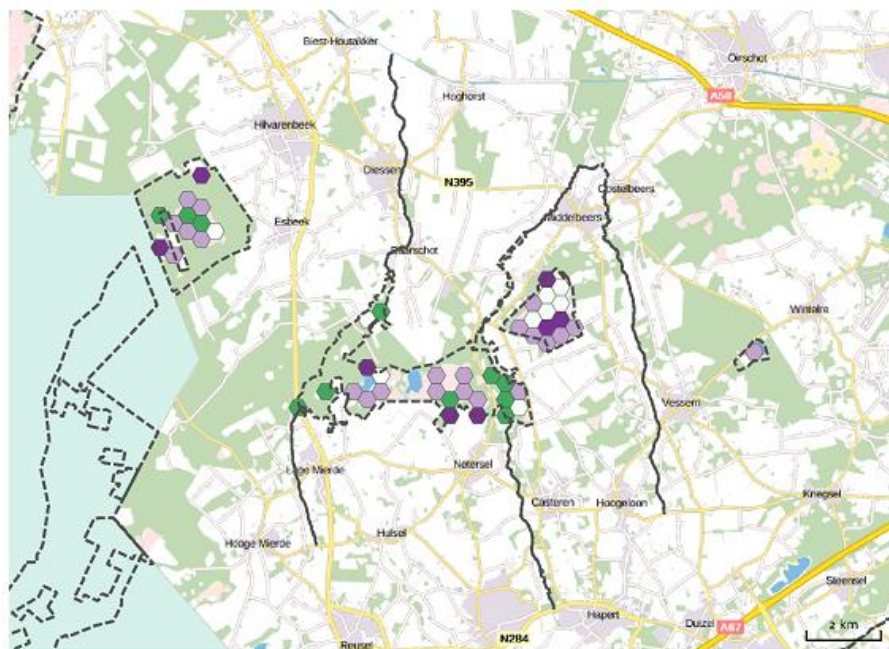 Biest-Houtakker
Oirschot
Haghorst
A58
Hilvarenbeek
Diessen
N395
Oostelbeers
Middelbeers
Esbeek
Baarschot
Wintelre
Vessem
Lage Mierde
Netersel
Knegsel
Casteren
Hoogeloon
Hulsel
Hooge Mierde
Steensel
Hapert
Duizel
A67
2 km
Reusel
N284